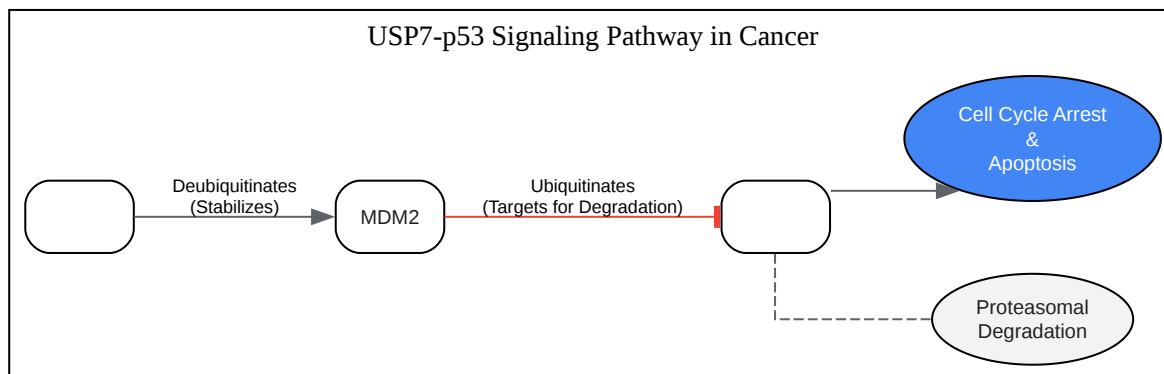 USP7-p53 Signaling Pathway in Cancer
Cell Cycle Arrest
&
Apoptosis
Deubiquitinates
(Stabilizes)
MDM2
Ubiquitinates
(Targets for Degradation)
Proteasomal
Degradation